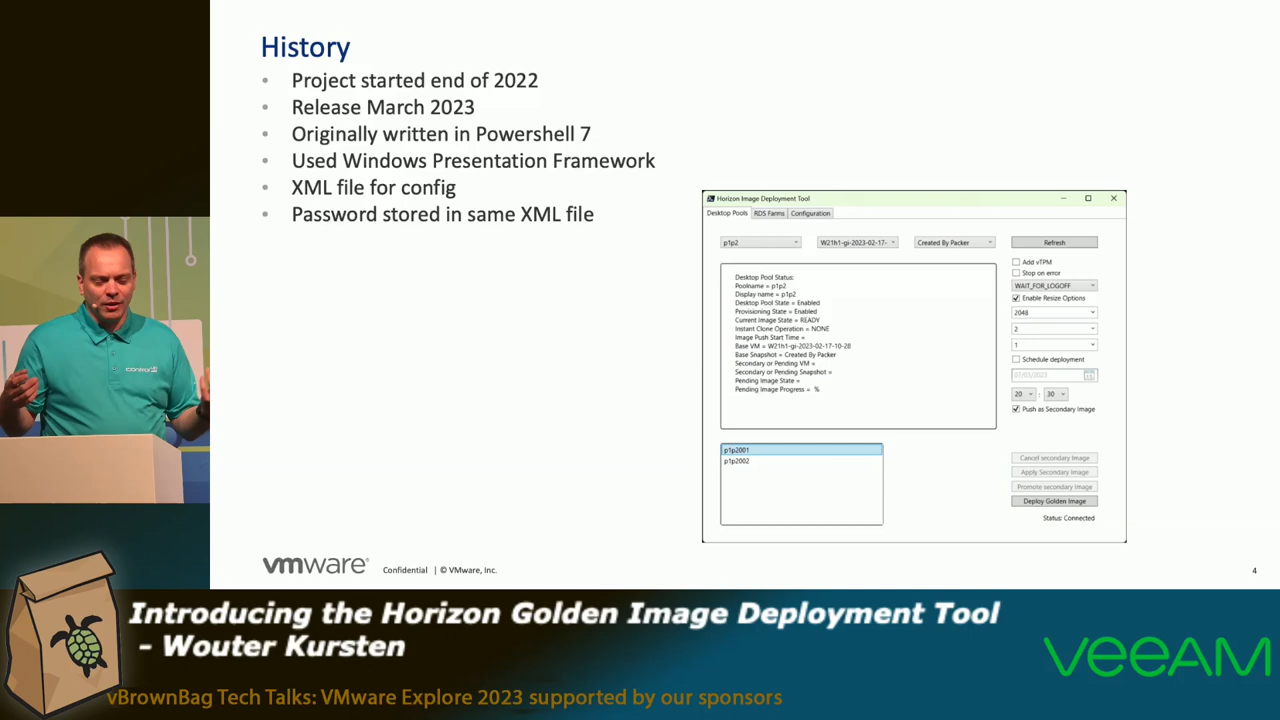 History
• Project started end of 2022
• Release March 2023
• Originally written in Powershell 7
• Used Windows Presentation Framework
• XML file for config
• Password stored in same XML file
Horizon Image Deployment Tool
Desktop Pools RDS Farms Configuration
p1p2 W21h1-gi-2023-02-17- Created By Packer Refresh
Desktop Pool Status:
Poolname = p1p2
Display name = p1p2
Desktop Pool State = Enabled
Provisioning State = Enabled
Current Image State = READY
Instant Clone Operation = NONE
Image Push Start Time =
Base VM = W21h1-gi-2023-02-17-10-28
Base Snapshot = Created By Packer
Secondary or Pending VM =
Secondary or Pending Snapshot =
Pending Image State =
Pending Image Progress = %
Add vTPM
Stop on error
WAIT_FOR_LOGOFF
Enable Resize Options
2048
2
1
Schedule deployment
07/03/2023
20 : 30
Push as Secondary Image
p1p2001
p1p2002
Cancel secondary Image
Apply Secondary Image
Promote secondary Image
Deploy Golden Image
Status: Connected
vmware® Confidential | © VMware, Inc. 4
Introducing the Horizon Golden Image Deployment Tool
- Wouter Kursten
veeam
vBrownBag Tech Talks: VMware Explore 2023 supported by our sponsors